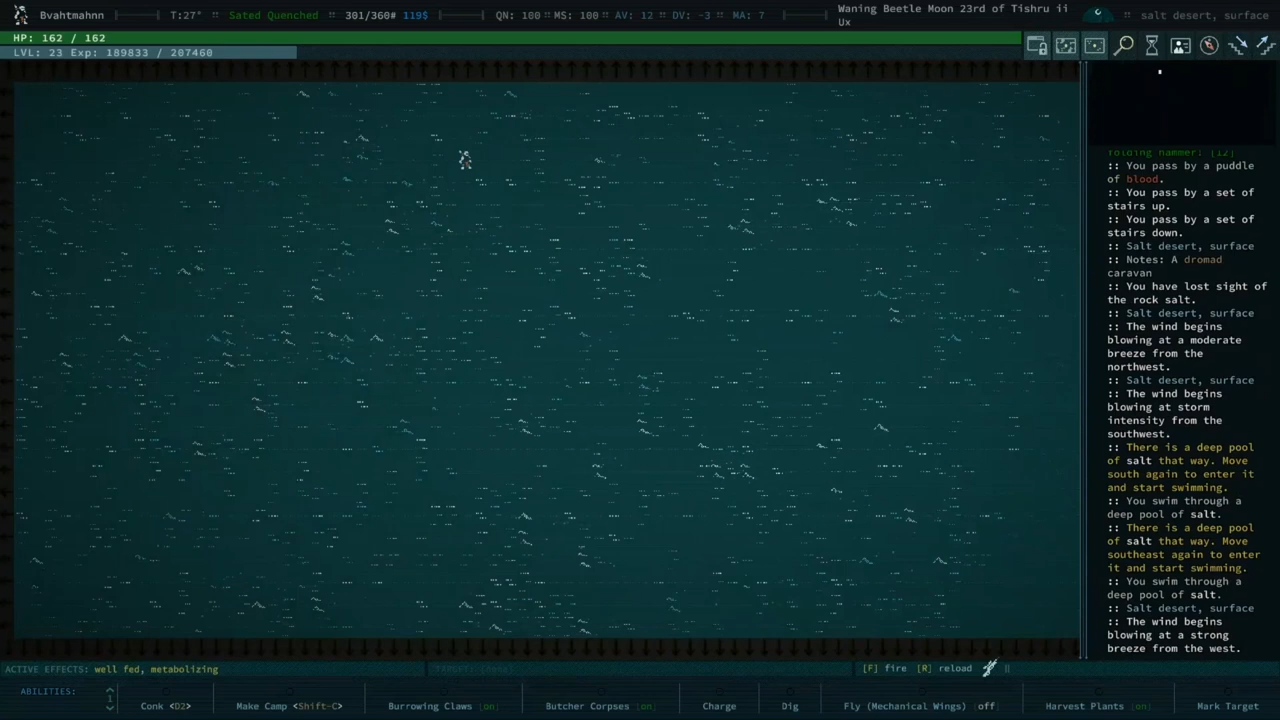 Bvahtmahnn T:27° Sated Quenched 301/360# 119$ QN: 100 MS: 100 AV: 12 DV: -3 MA: 7 Waning Beetle Moon 23rd of Tishru ii Ux salt desert, surface
HP: 162 / 162
LVL: 23 Exp: 189833 / 207460
folding hammer: [12]
:: You pass by a puddle
of blood.
:: You pass by a set of
stairs up.
:: You pass by a set of
stairs down.
:: Salt desert, surface
:: Notes: A dromad
caravan
:: You have lost sight of
the rock salt.
:: Salt desert, surface
:: The wind begins
blowing at a moderate
breeze from the
northwest.
:: Salt desert, surface
:: The wind begins
blowing at storm
intensity from the
southwest.
:: There is a deep pool
of salt that way. Move
south again to enter it
and start swimming.
:: You swim through a
deep pool of salt.
:: There is a deep pool
of salt that way. Move
southeast again to enter
it and start swimming.
:: You swim through a
deep pool of salt.
:: Salt desert, surface
:: The wind begins
blowing at a strong
breeze from the west.
ACTIVE EFFECTS: well fed, metabolizing TARGET: [none] [F] fire [R] reload
ABILITIES: 1 Conk <D2> Make Camp <Shift-C> Burrowing Claws [on] Butcher Corpses [on] Charge Dig Fly (Mechanical Wings) [off] Harvest Plants [on] Mark Target